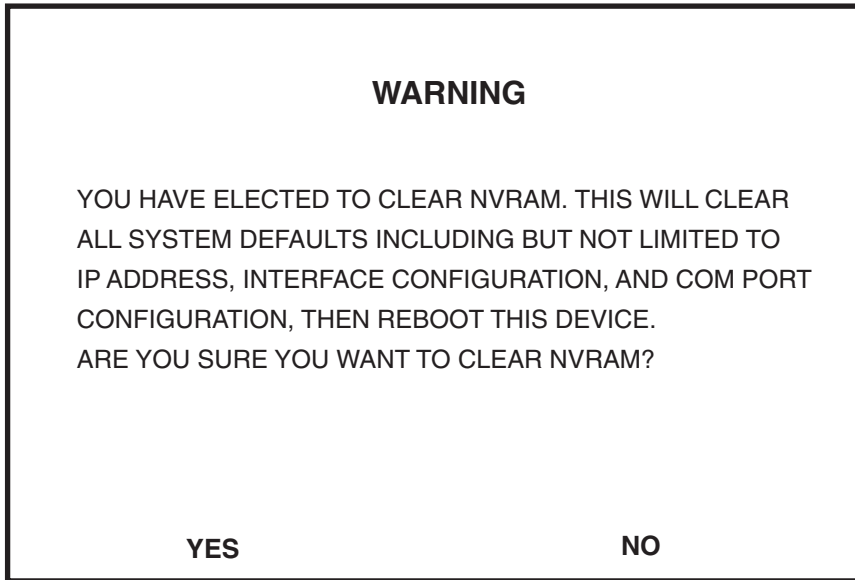 WARNING
YOU HAVE ELECTED TO CLEAR NVRAM. THIS WILL CLEAR
ALL SYSTEM DEFAULTS INCLUDING BUT NOT LIMITED TO
IP ADDRESS, INTERFACE CONFIGURATION, AND COM PORT
CONFIGURATION, THEN REBOOT THIS DEVICE.
ARE YOU SURE YOU WANT TO CLEAR NVRAM?
YES NO